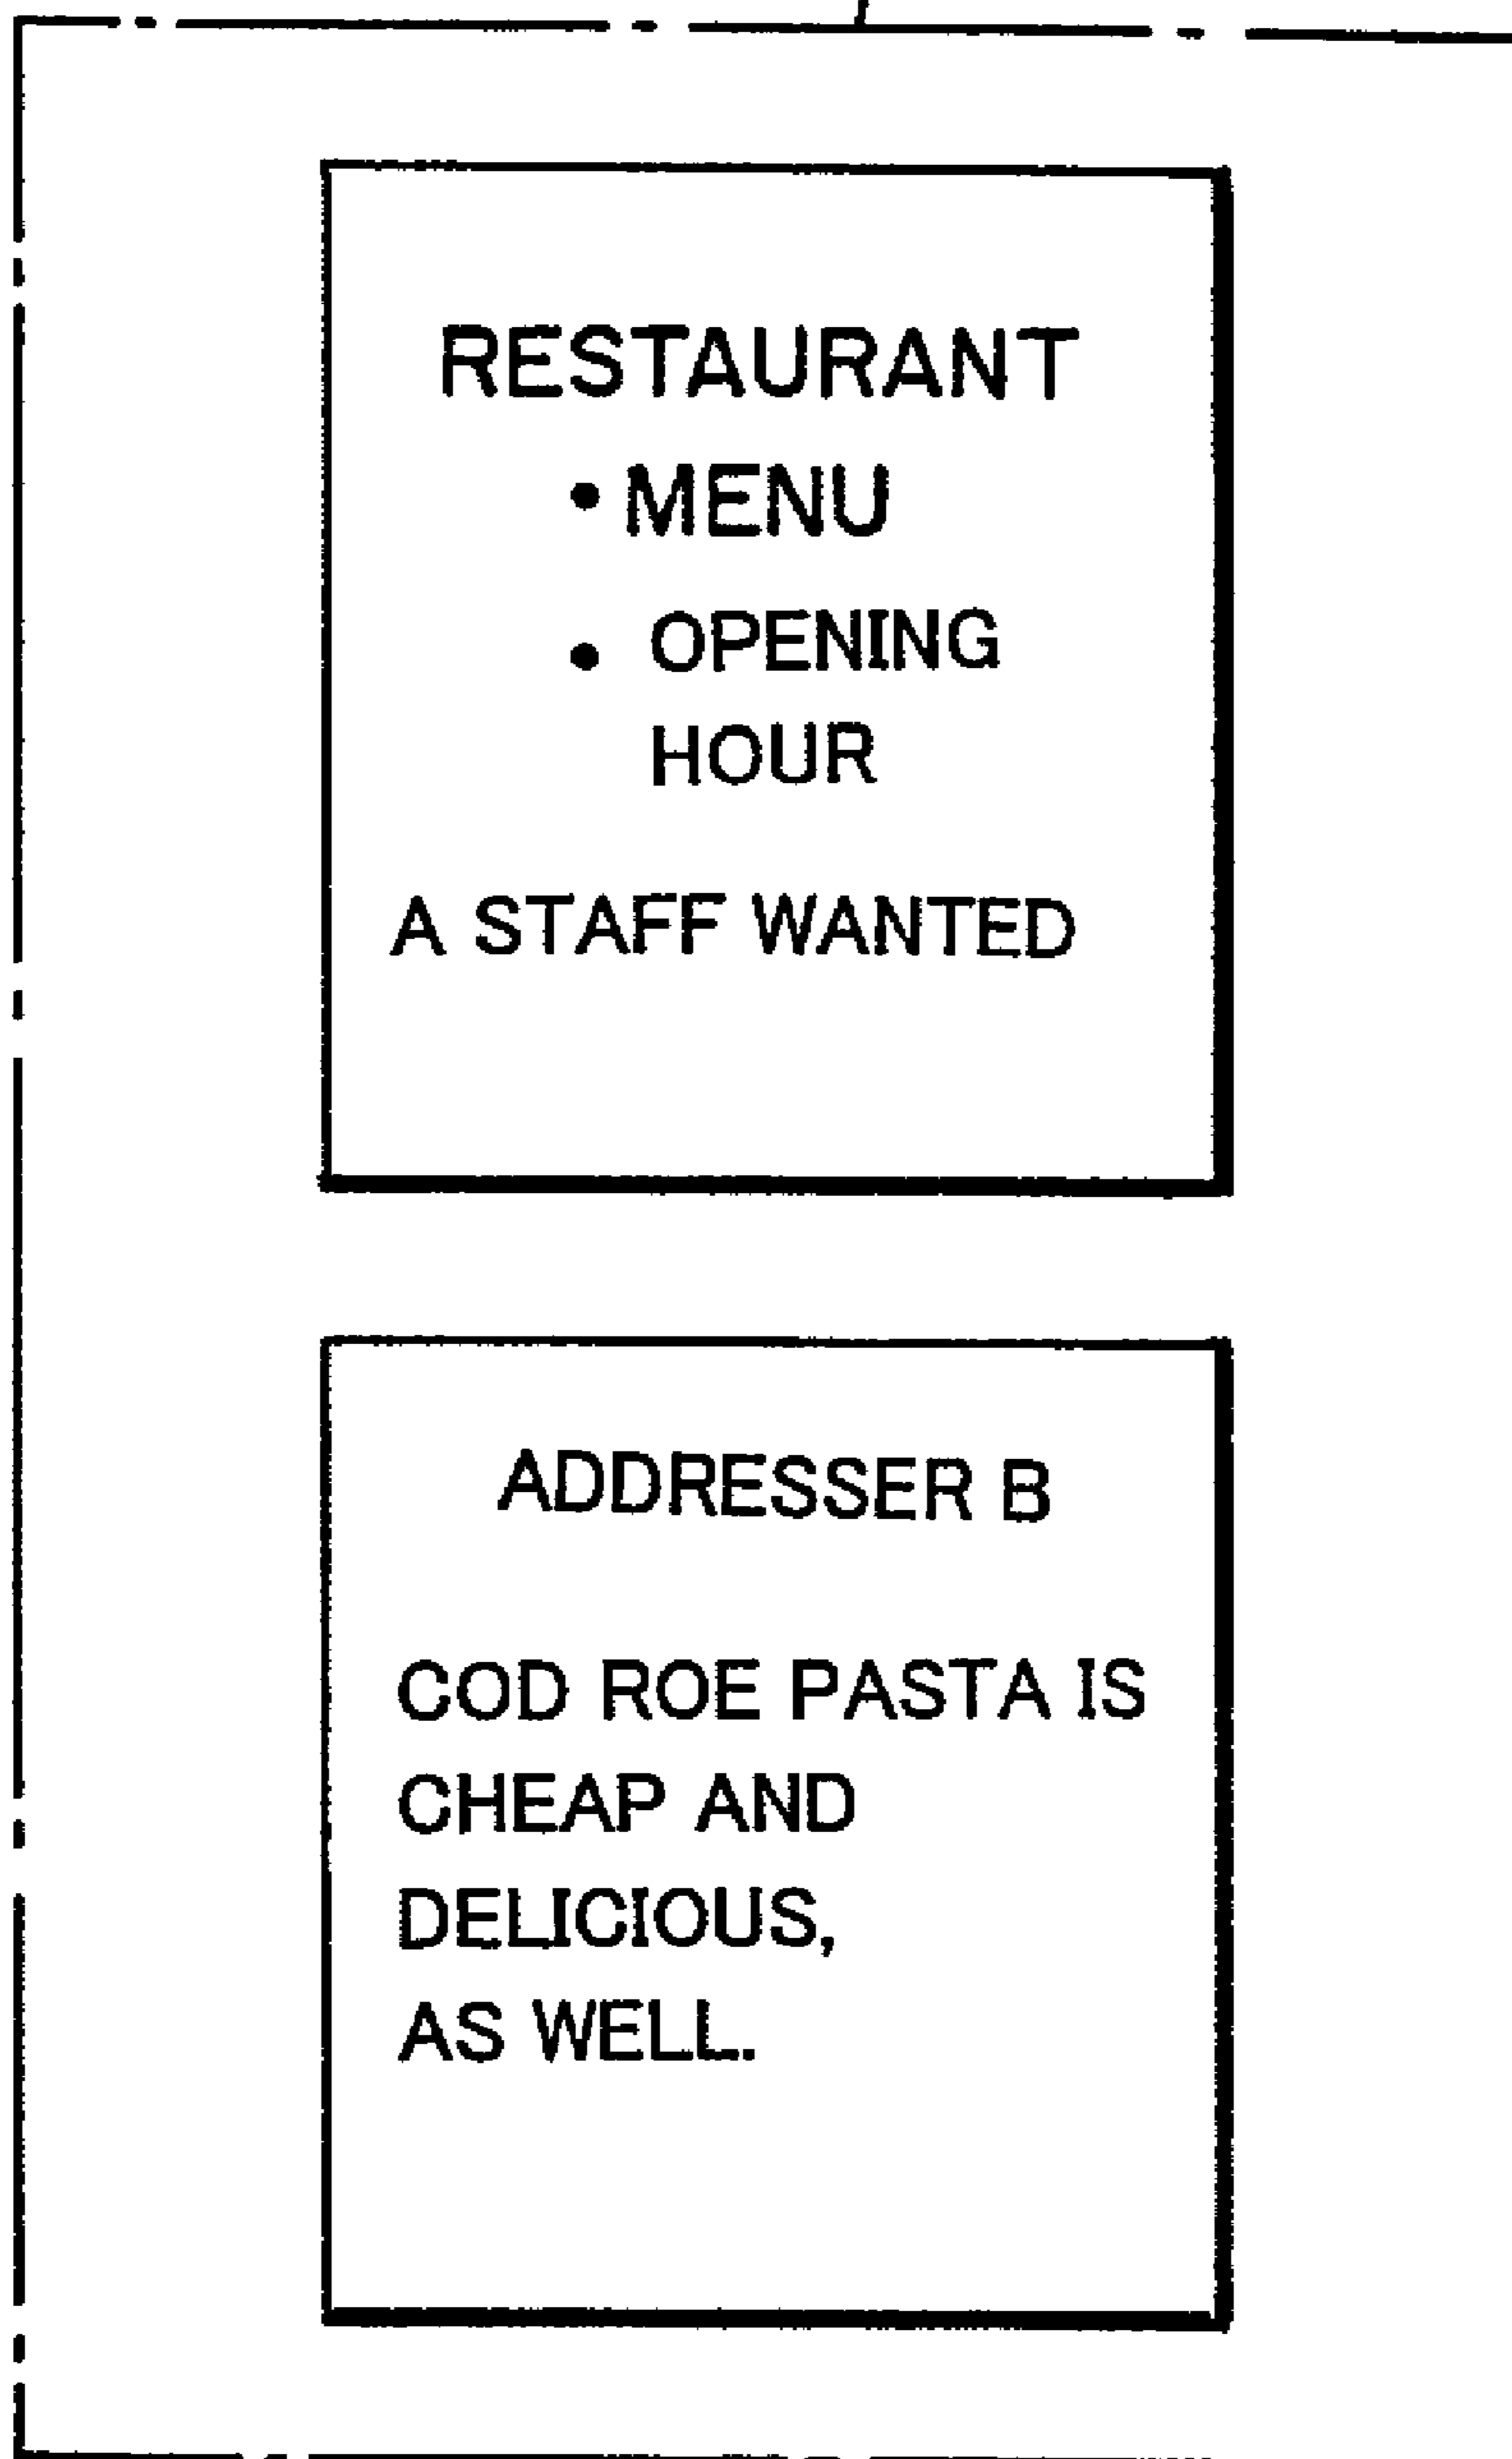 RESTAURANT
• MENU
• OPENING
HOUR
A STAFF WANTED
ADDRESSER B
COD ROE PASTA IS
CHEAP AND
DELICIOUS,
AS WELL.